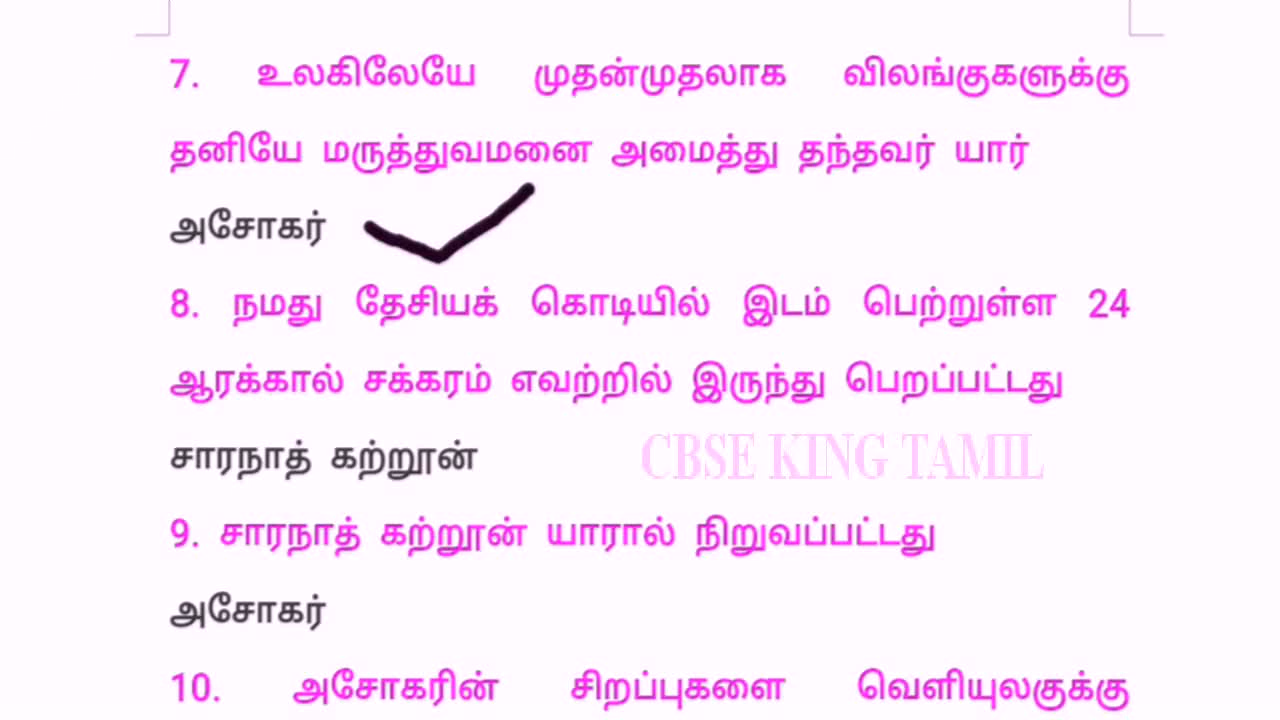 7. உலகிலேயே முதன்முதலாக விலங்குகளுக்கு
தனியே மருத்துவமனை அமைத்து தந்தவர் யார்
அசோகர்
8. நமது தேசியக் கொடியில் இடம் பெற்றுள்ள 24
ஆரக்கால் சக்கரம் எவற்றில் இருந்து பெறப்பட்டது
சாரநாத் கற்றூன்
CBSE KING TAMIL
9. சாரநாத் கற்றூன் யாரால் நிறுவப்பட்டது
அசோகர்
10. அசோகரின் சிறப்புகளை வெளியுலகுக்கு